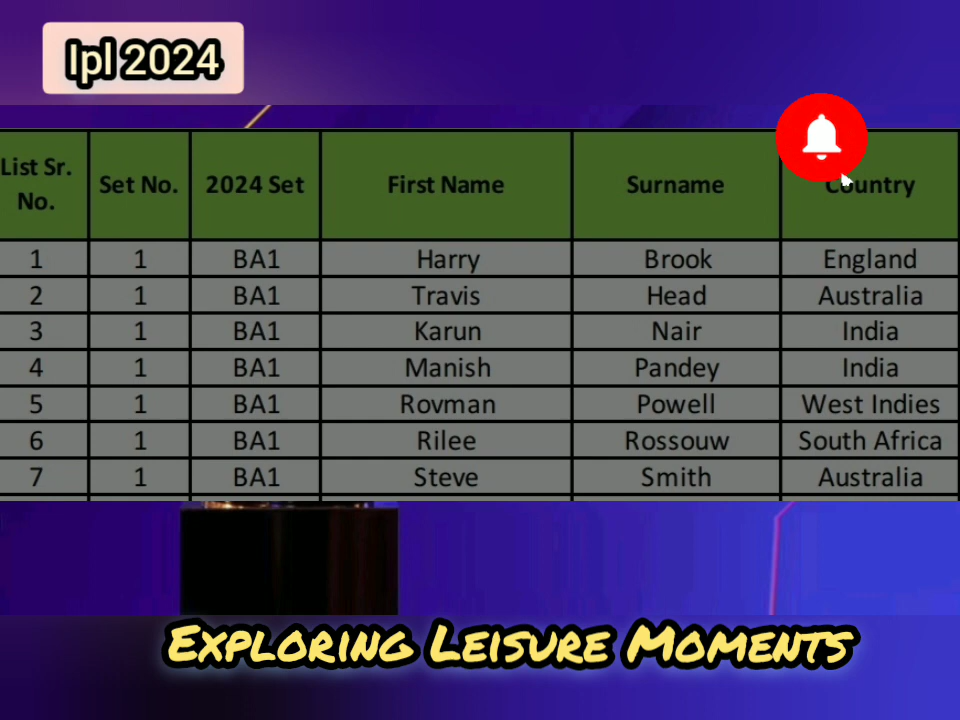 Ipl 2024
List Sr. No. Set No. 2024 Set First Name Surname Country
1 1 BA1 Harry Brook England
2 1 BA1 Travis Head Australia
3 1 BA1 Karun Nair India
4 1 BA1 Manish Pandey India
5 1 BA1 Rovman Powell West Indies
6 1 BA1 Rilee Rossouw South Africa
7 1 BA1 Steve Smith Australia
Exploring Leisure Moments